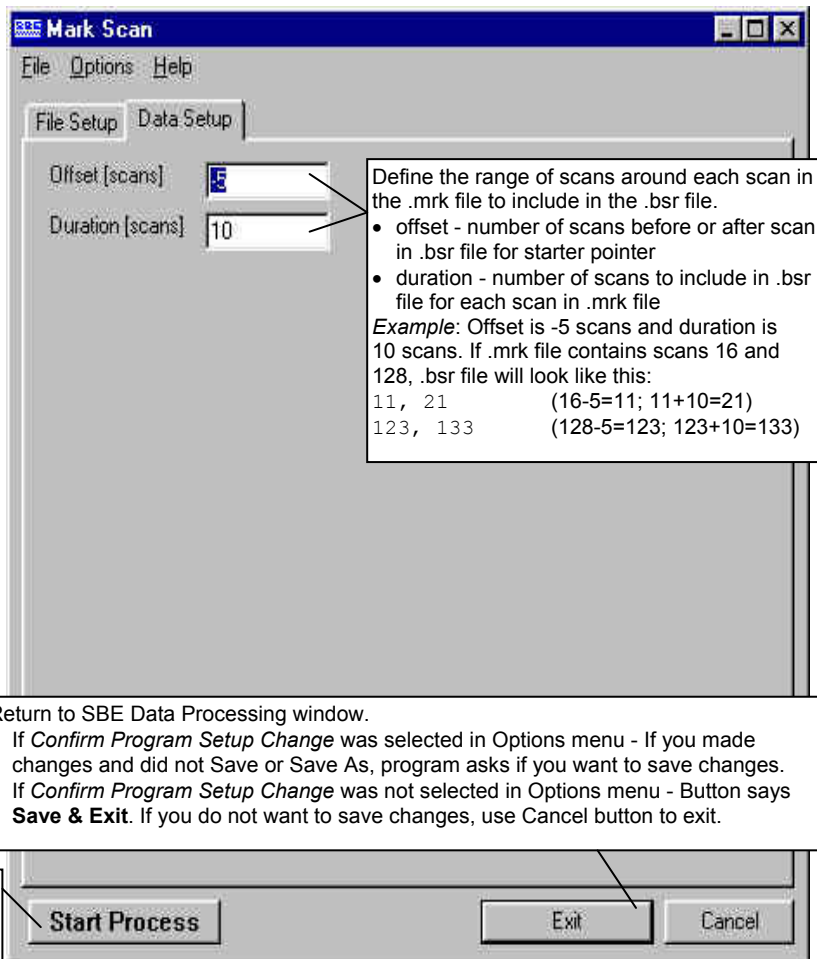 SBE Mark Scan
File Options Help
File Setup Data Setup
Offset [scans] -5
Duration [scans] 10
Define the range of scans around each scan in
the .mrk file to include in the .bsr file.
• offset - number of scans before or after scan
in .bsr file for starter pointer
• duration - number of scans to include in .bsr
file for each scan in .mrk file
Example: Offset is -5 scans and duration is
10 scans. If .mrk file contains scans 16 and
128, .bsr file will look like this:
11, 21 (16-5=11; 11+10=21)
123, 133 (128-5=123; 123+10=133)
Return to SBE Data Processing window.
If Confirm Program Setup Change was selected in Options menu - If you made
changes and did not Save or Save As, program asks if you want to save changes.
If Confirm Program Setup Change was not selected in Options menu - Button says
Save & Exit. If you do not want to save changes, use Cancel button to exit.
Start Process Exit Cancel